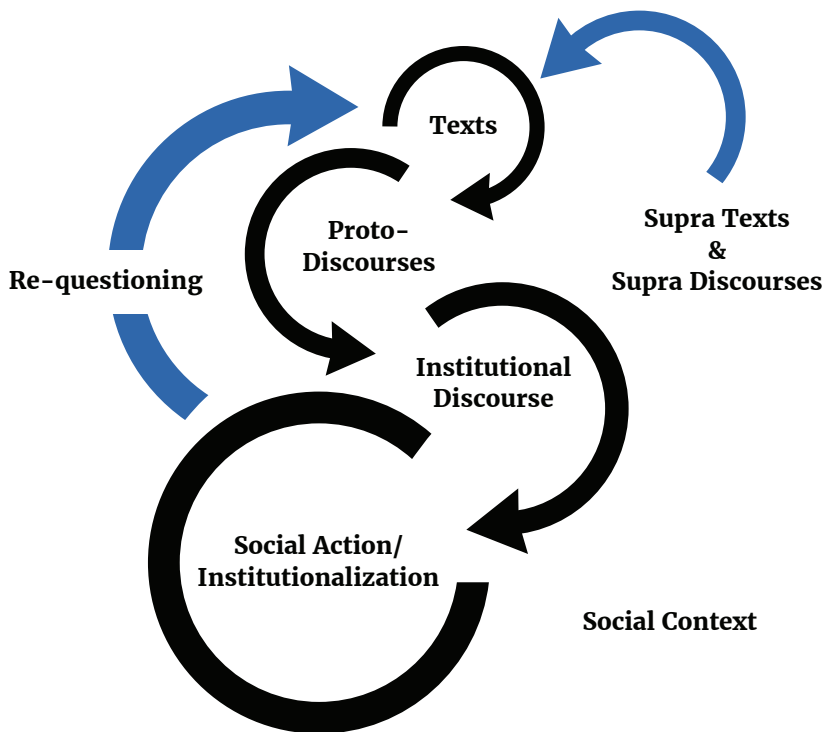 Texts
Proto-
Discourses
Supra Texts
&
Supra Discourses
Re-questioning
Institutional
Discourse
Social Action/
Institutionalization
Social Context